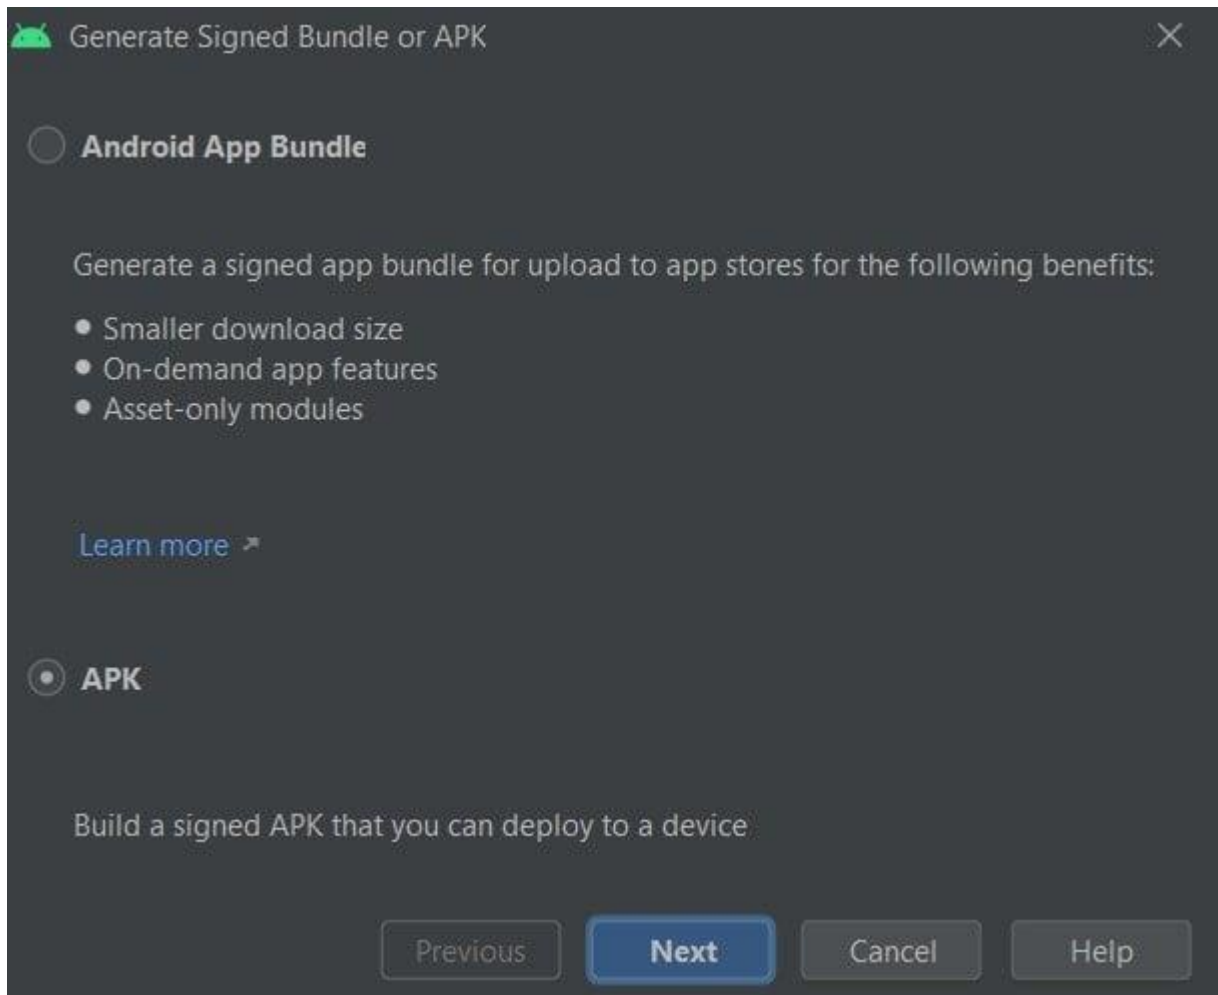 Generate Signed Bundle or APK
Android App Bundle
Generate a signed app bundle for upload to app stores for the following benefits:
Smaller download size
On-demand app features
Asset-only modules
Learn more
APK
Build a signed APK that you can deploy to a device
Previous Next Cancel Help